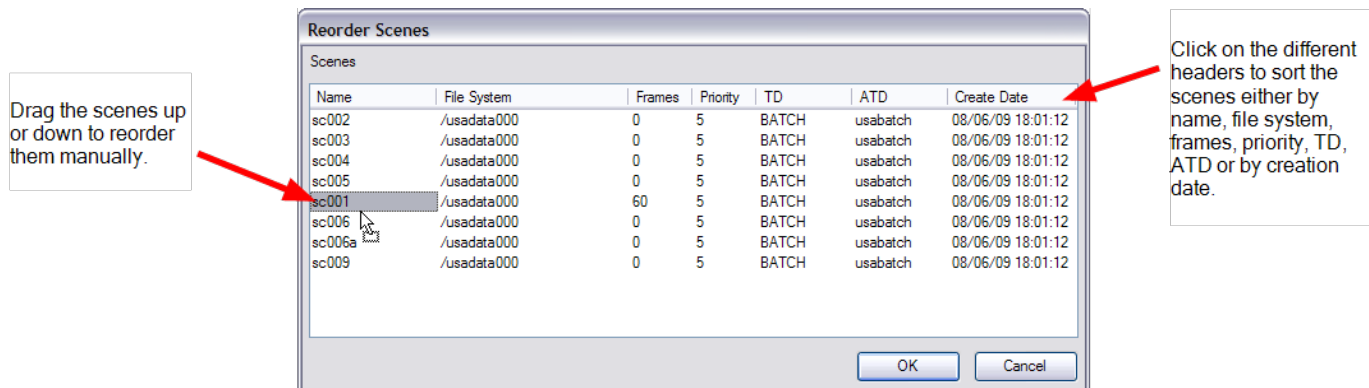 Reorder Scenes
Scenes
Name File System Frames Priority TD ATD Create Date
sc002 /usadata000 0 5 BATCH usabatch 08/06/09 18:01:12
sc003 /usadata000 0 5 BATCH usabatch 08/06/09 18:01:12
sc004 /usadata000 0 5 BATCH usabatch 08/06/09 18:01:12
sc005 /usadata000 0 5 BATCH usabatch 08/06/09 18:01:12
sc001 /usadata000 60 5 BATCH usabatch 08/06/09 18:01:12
sc006 /usadata000 0 5 BATCH usabatch 08/06/09 18:01:12
sc006a /usadata000 0 5 BATCH usabatch 08/06/09 18:01:12
sc009 /usadata000 0 5 BATCH usabatch 08/06/09 18:01:12
OK Cancel
Drag the scenes up
or down to reorder
them manually.
Click on the different
headers to sort the
scenes either by
name, file system,
frames, priority, TD,
ATD or by creation
date.